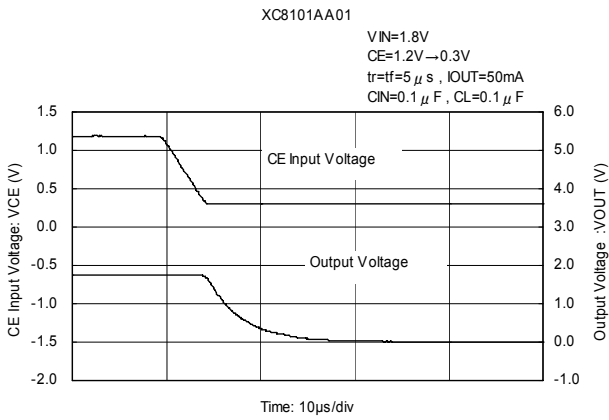 XC8101AA01
VIN=1.8V
CE=1.2V→0.3V
tr=tf=5μs , IOUT=50mA
CIN=0.1μF , CL=0.1μF
CE Input Voltage: VCE (V)
1.5
1.0
0.5
0.0
-0.5
-1.0
-1.5
-2.0
CE Input Voltage
Output Voltage
6.0
5.0
4.0
3.0
2.0
1.0
0.0
-1.0
Output Voltage :VOUT (V)
Time: 10μs/div